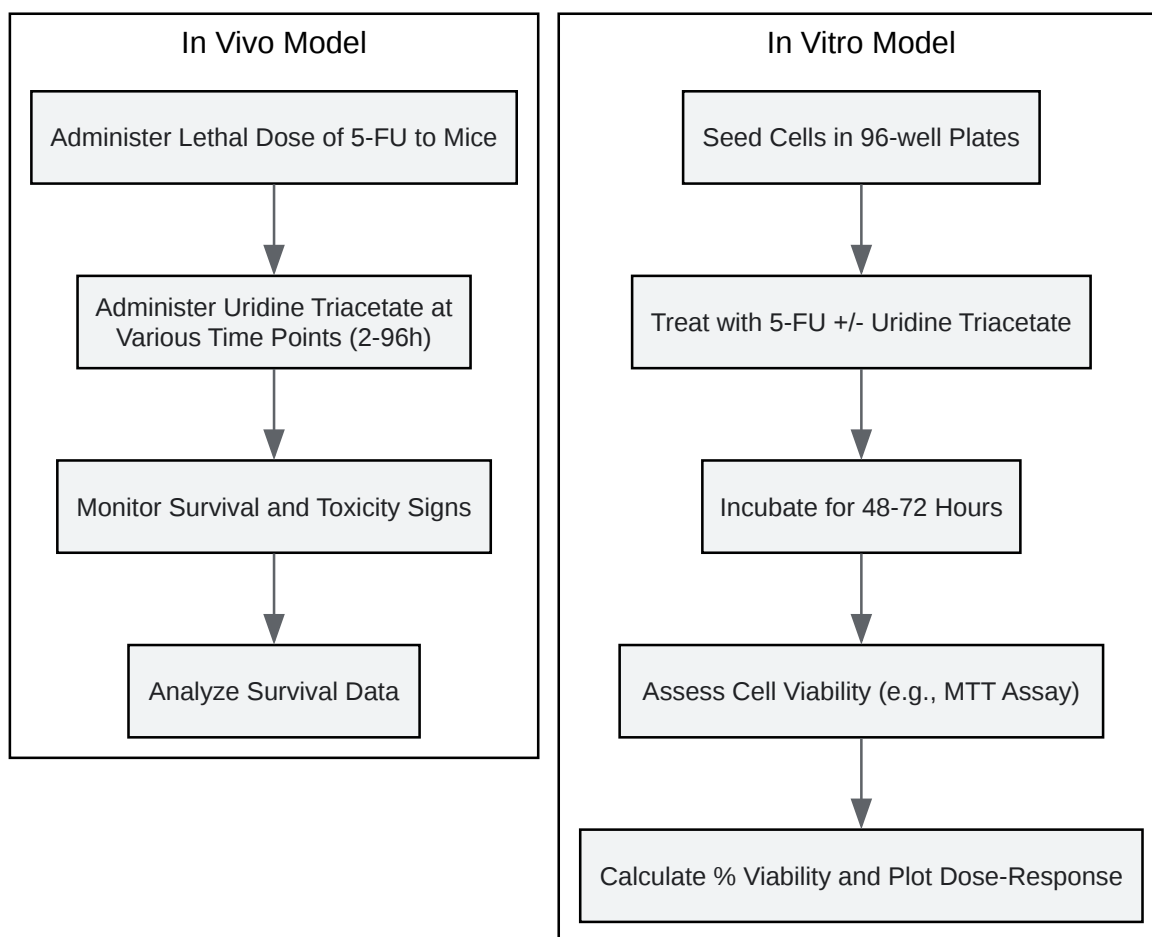 In Vivo Model
Administer Lethal Dose of 5-FU to Mice
Administer Uridine Triacetate at
Various Time Points (2-96h)
Monitor Survival and Toxicity Signs
Analyze Survival Data
In Vitro Model
Seed Cells in 96-well Plates
Treat with 5-FU +/- Uridine Triacetate
Incubate for 48-72 Hours
Assess Cell Viability (e.g., MTT Assay)
Calculate % Viability and Plot Dose-Response